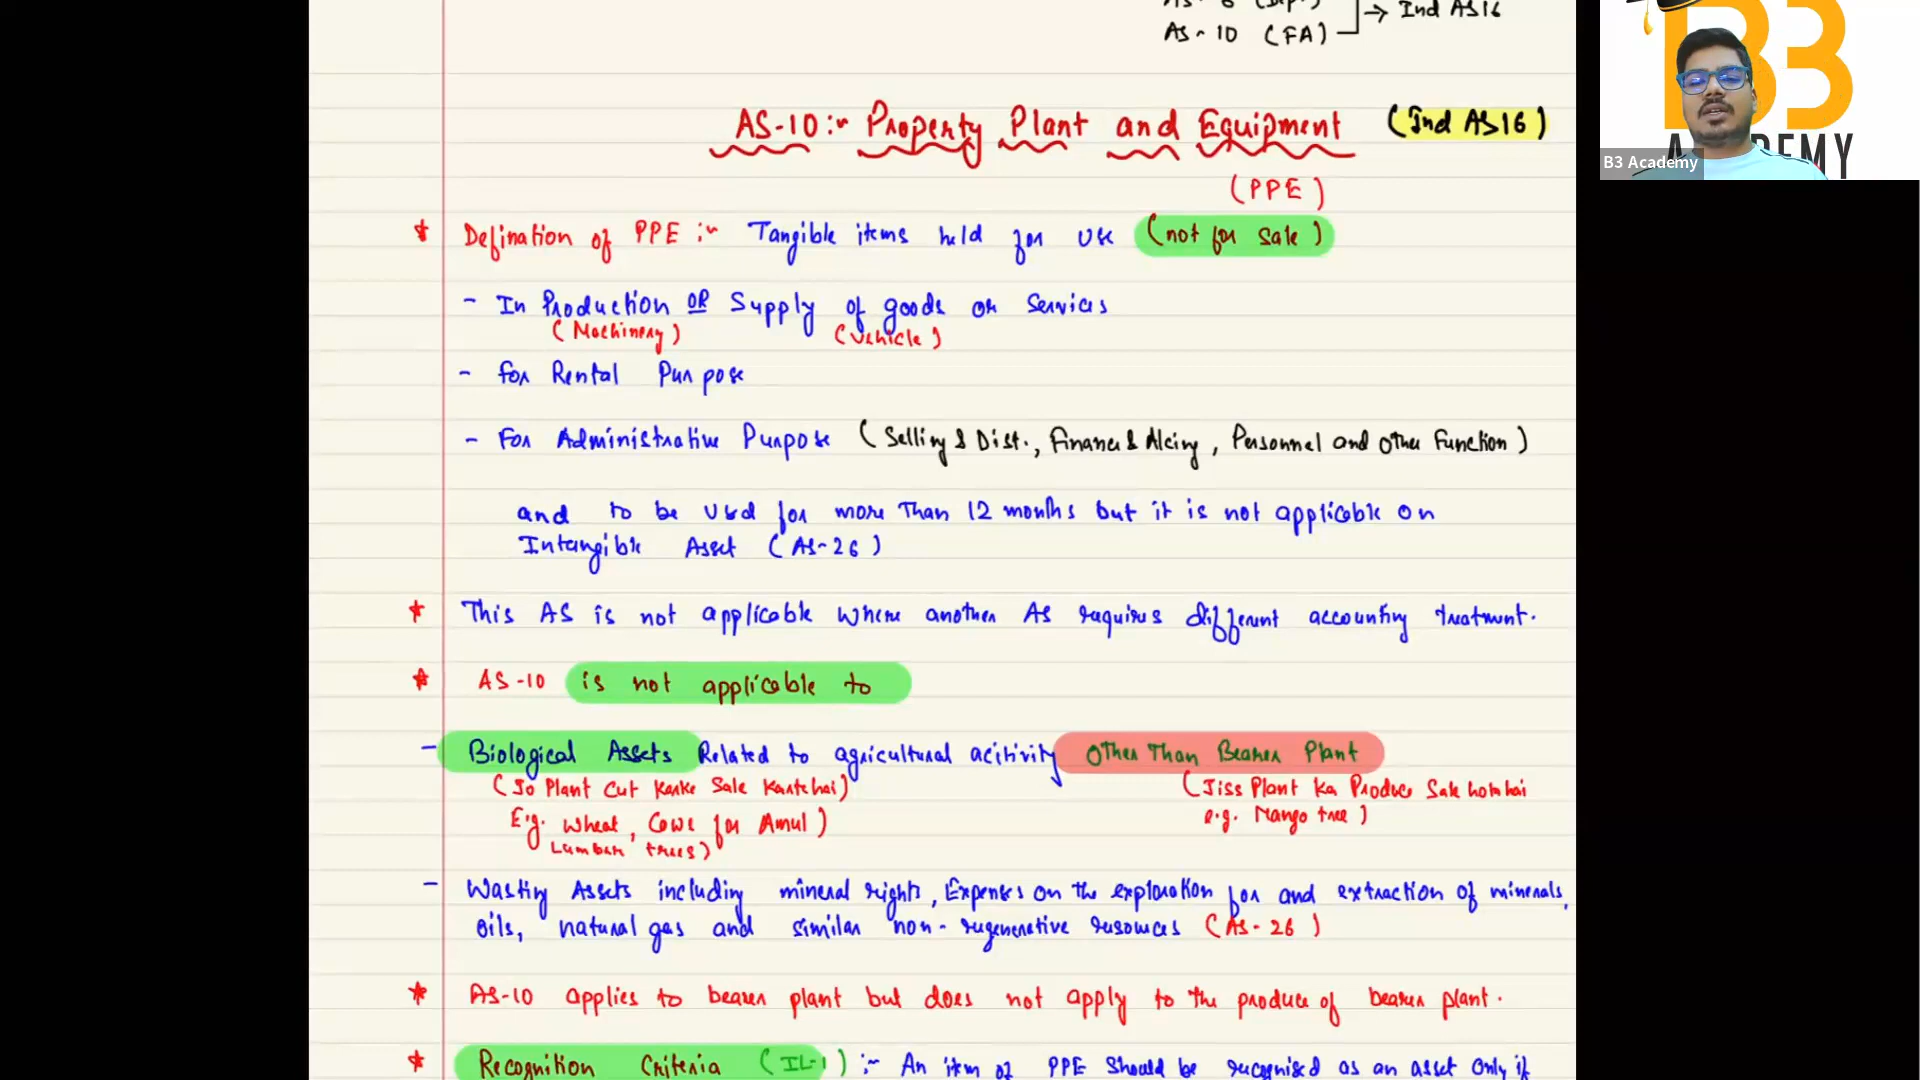 AS-6 (Dep.)
→ Ind AS16
AS-10 (FA)
B3
ACADEMY
B3 Academy
AS-10:- Property Plant and Equipment (Ind AS16)
(PPE)
* Defination of PPE :- Tangible items held for use (not for sale)
- In Production OR Supply of goods or Services
(Machinery) (Vehicle)
- For Rental Purpose
- For Administrative Purpose (Selling & Dist., Finance & A/cing, Personnel and Other Function)
and to be used for more than 12 months but it is not applicable on
Intangible Asset (AS-26)
* This AS is not applicable where another AS requires different accounting treatment.
* AS-10 is not applicable to
- Biological Assets Related to agricultural acitivity Other Than Bearer Plant
(Jo Plant Cut Karke Sale Karte hai) (Jiss Plant ka Produce Sale hota hai
E.g. Wheat, Cows for Amul) e.g. Mango tree)
Lumber trees)
- Wasting Assets including mineral rights, Expenses on the exploration for and extraction of minerals,
oils, natural gas and similar non-regenerative resources (AS-26)
* AS-10 applies to bearer plant but does not apply to the produce of bearer plant.
* Recognition Criteria (IL-1) :- An item of PPE should be recognised as an asset only if